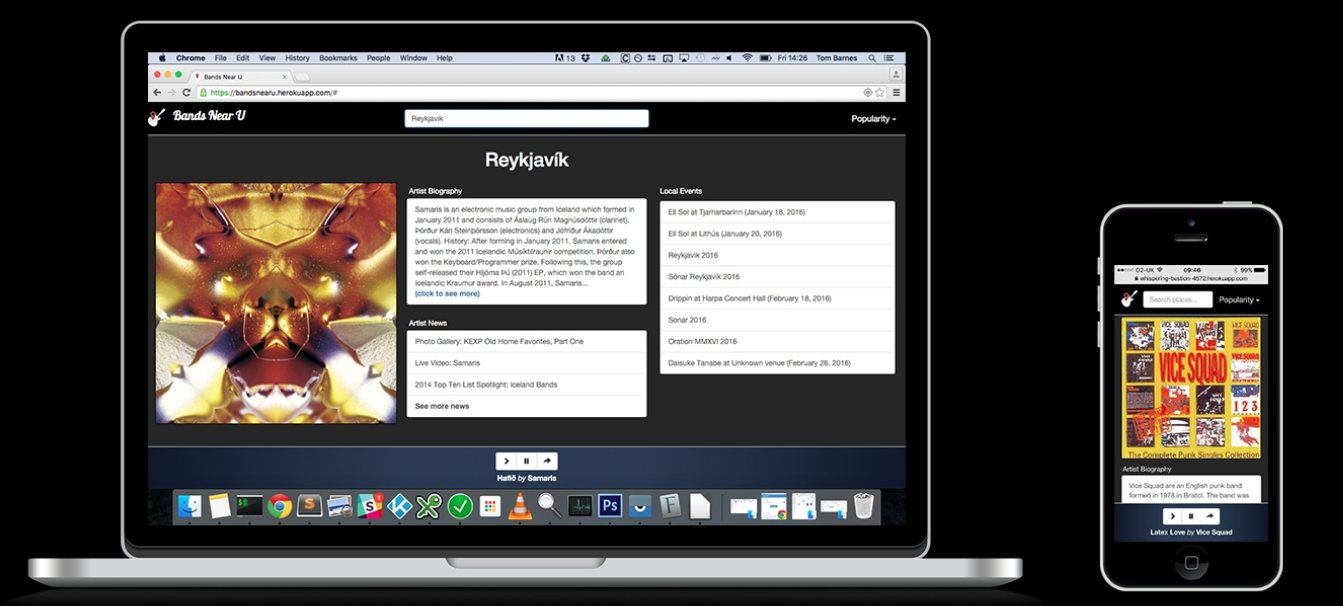 Chrome File Edit View History Bookmarks People Window Help 13 Fri 14:26 Tom Barnes
Bands Near U
https://bandsnearu.herokuapp.com/#
Bands Near U
Reykjavik
Popularity
Reykjavík
Artist Biography
Samaris is an electronic music group from Iceland which formed in
January 2011 and consists of Áslaug Rún Magnúsdóttir (clarinet),
Þórður Kári Steinþórsson (electronics) and Jófríður Ákadóttir
(vocals). History: After forming in January 2011, Samaris entered
and won the 2011 Icelandic Músíktilraunir competition. Þórður also
won the Keyboard/Programmer prize. Following this, the group
self-released their Hljóma Þú (2011) EP, which won the band an
Icelandic Kraumur award. In August 2011, Samaris...
(click to see more)
Artist News
Photo Gallery: KEXP Old Home Favorites, Part One
Live Video: Samaris
2014 Top Ten List Spotlight: Iceland Bands
See more news
Local Events
Ell Sol at Tjarnarbarinn (January 18, 2016)
Ell Sol at Lithús (January 20, 2016)
Reykjavik 2016
Sónar Reykjavík 2016
Drippin at Harpa Concert Hall (February 18, 2016)
Sonar 2016
Oration MMXVI 2016
Daisuke Tanabe at Unknown venue (February 26, 2016)
Hafið by Samaris
Ps
O2-UK 09:46 99%
whispering-bastion-4572.herokuapp.com
Search places...
Popularity
VICE SQUAD
VICE SQUAD
1 2 3
The Complete Punk Singles Collection
Artist Biography
Vice Squad are an English punk band
formed in 1978 in Bristol. The band was
Latex Love by Vice Squad